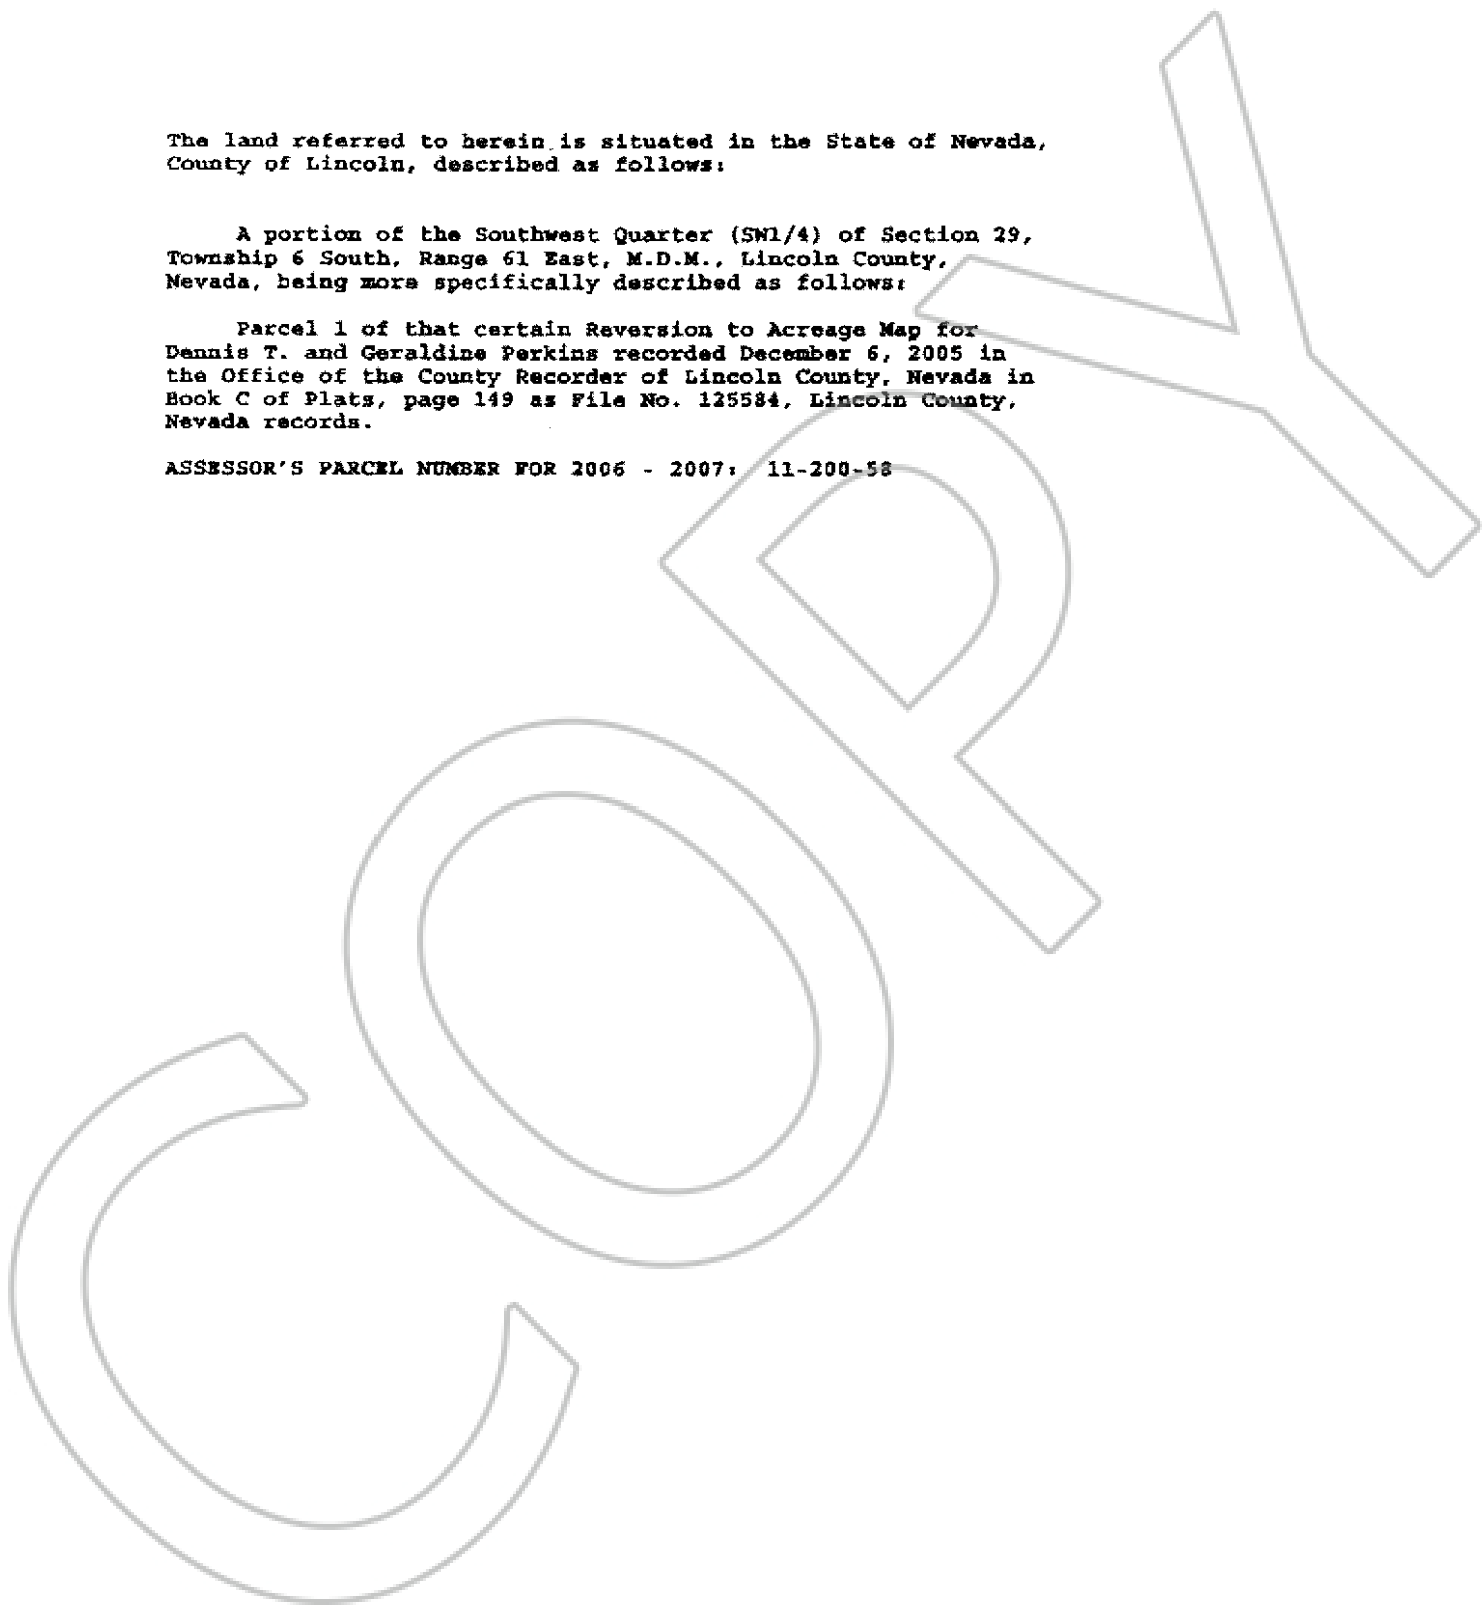 The land referred to herein is situated in the State of Nevada,
County of Lincoln, described as follows:
A portion of the Southwest Quarter (SW1/4) of Section 29,
Township 6 South, Range 61 East, M.D.M., Lincoln County,
Nevada, being more specifically described as follows:
Parcel 1 of that certain Reversion to Acreage Map for
Dennis T. and Geraldine Perkins recorded December 6, 2005 in
the Office of the County Recorder of Lincoln County, Nevada in
Book C of Plats, page 149 as File No. 125584, Lincoln County,
Nevada records.
ASSESSOR'S PARCEL NUMBER FOR 2006 - 2007: 11-200-58
COPY